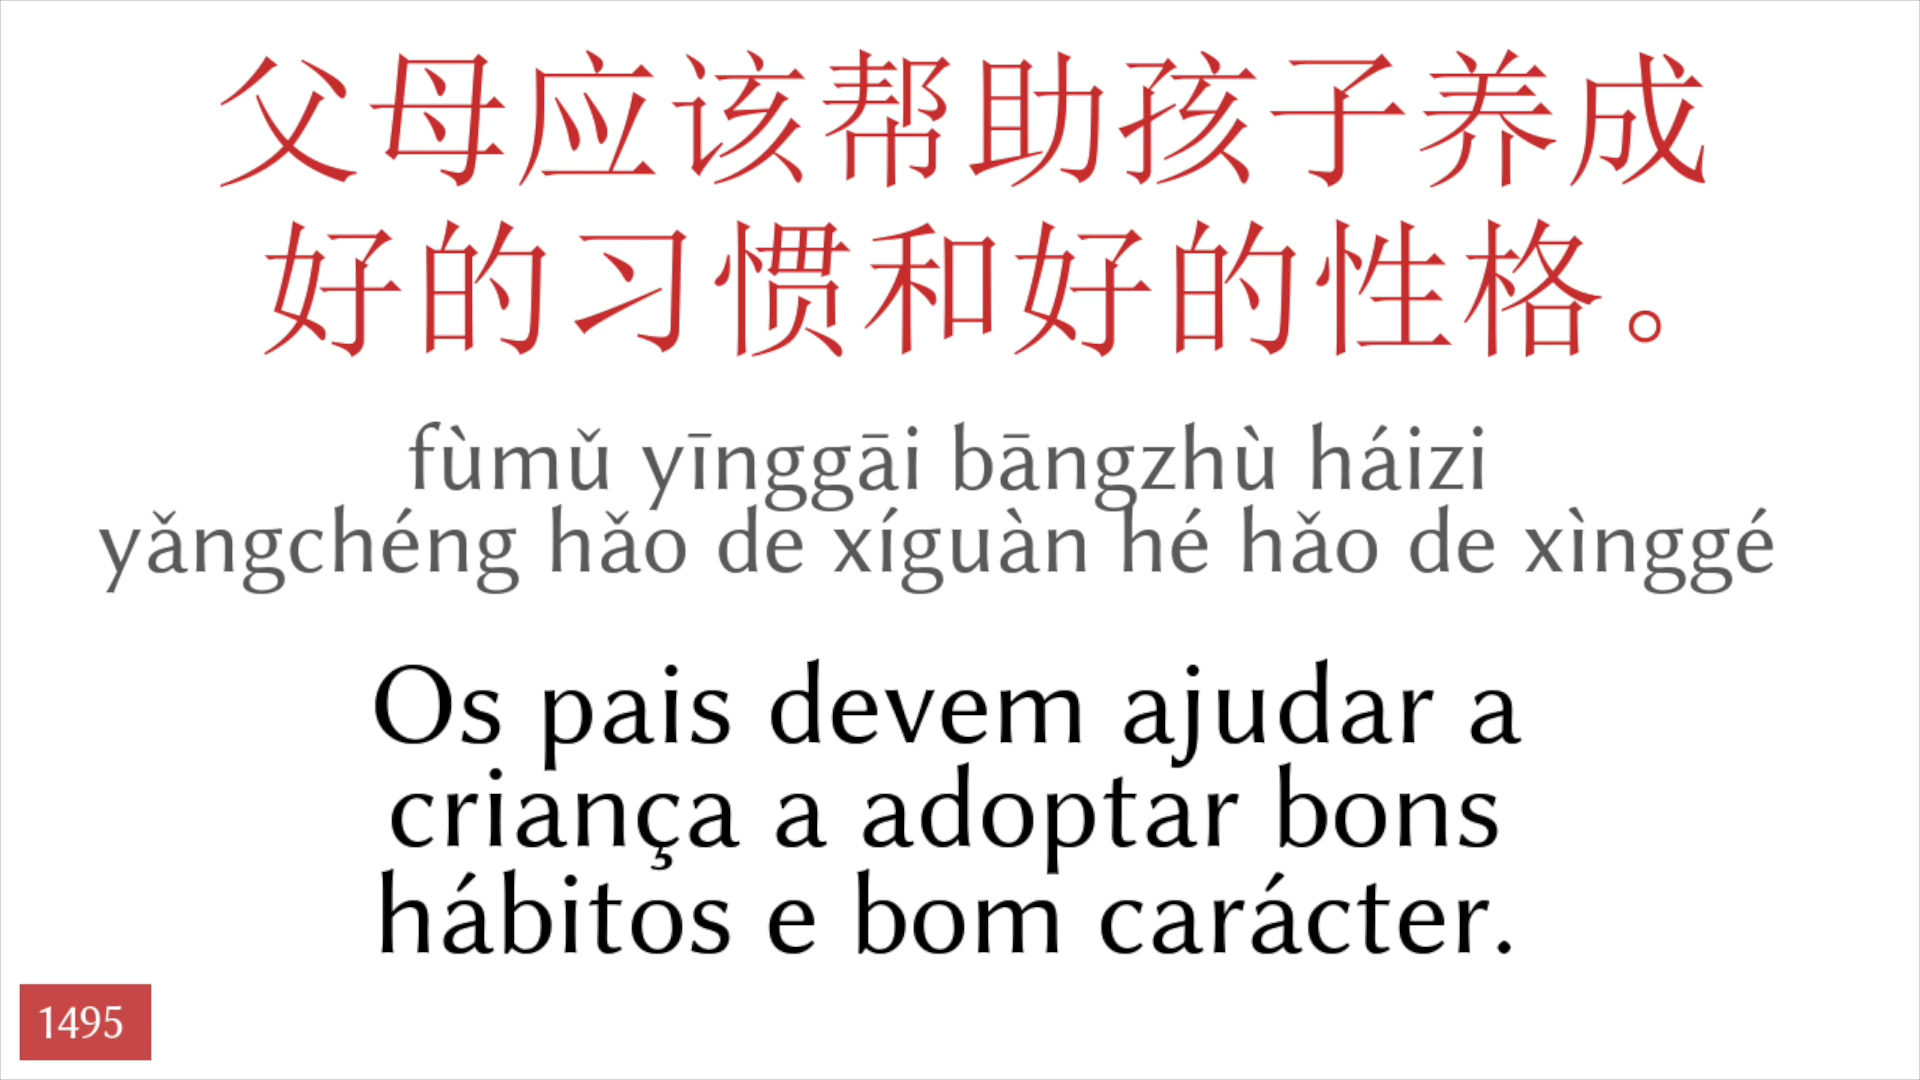 父母应该帮助孩子养成
好的习惯和好的性格。
fùmǔ yīnggāi bāngzhù háizi
yǎngchéng hǎo de xíguàn hé hǎo de xìnggé
Os pais devem ajudar a
criança a adoptar bons
hábitos e bom carácter.
1495